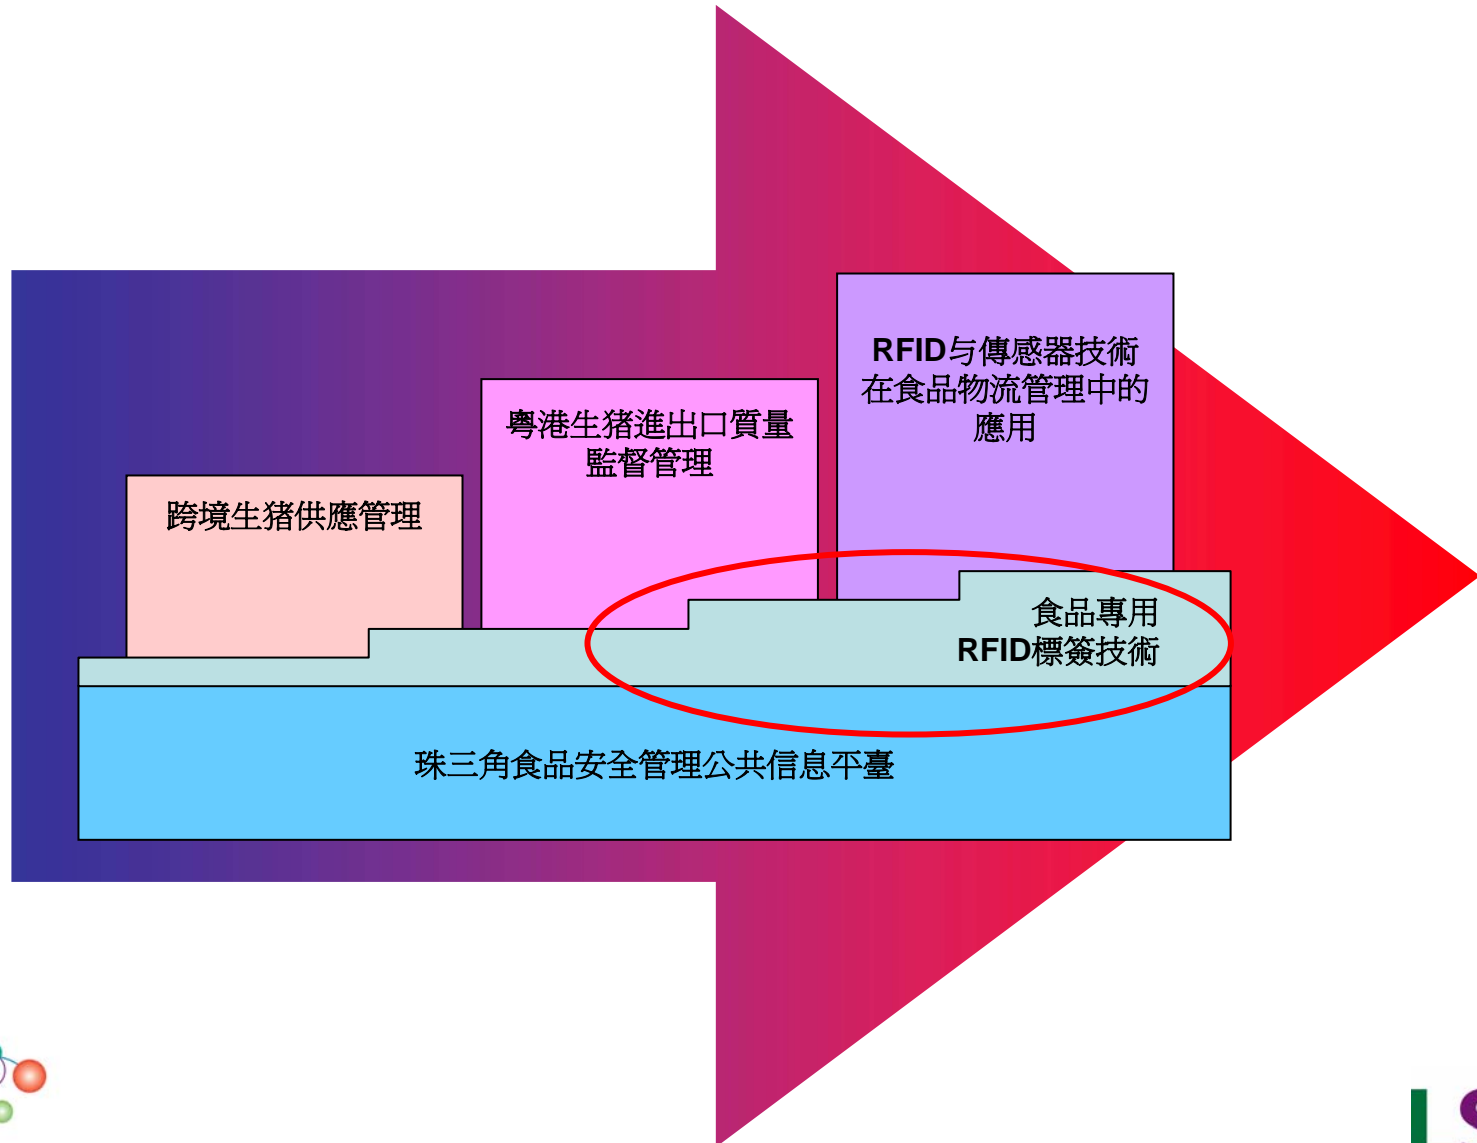 RFID与傳感器技術
在食品物流管理中的
應用
粵港生猪進出口質量
監督管理
跨境生猪供應管理
食品專用
RFID標簽技術
珠三角食品安全管理公共信息平臺